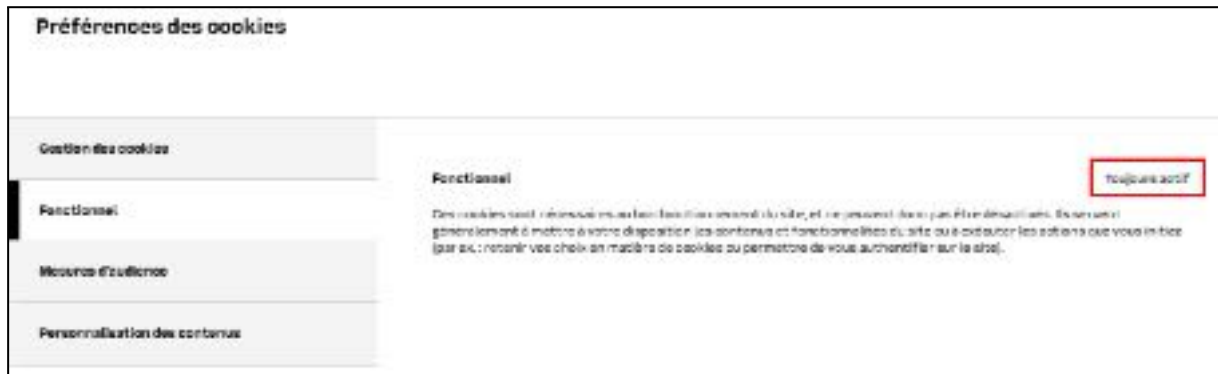 Préférences des cookies
Gestion des cookies
Fonctionnel
Mesures d'audience
Personnalisation des contenus
Fonctionnel
Toujours actif
Ces cookies sont nécessaires au bon fonctionnement du site, et ne peuvent donc pas être désactivés. Ils servent
généralement à mettre à votre disposition les contenus et fonctionnalités du site ou à exécuter les actions que vous initiez
(par ex. : retenir vos choix en matière de cookies ou permettre de vous authentifier sur le site).